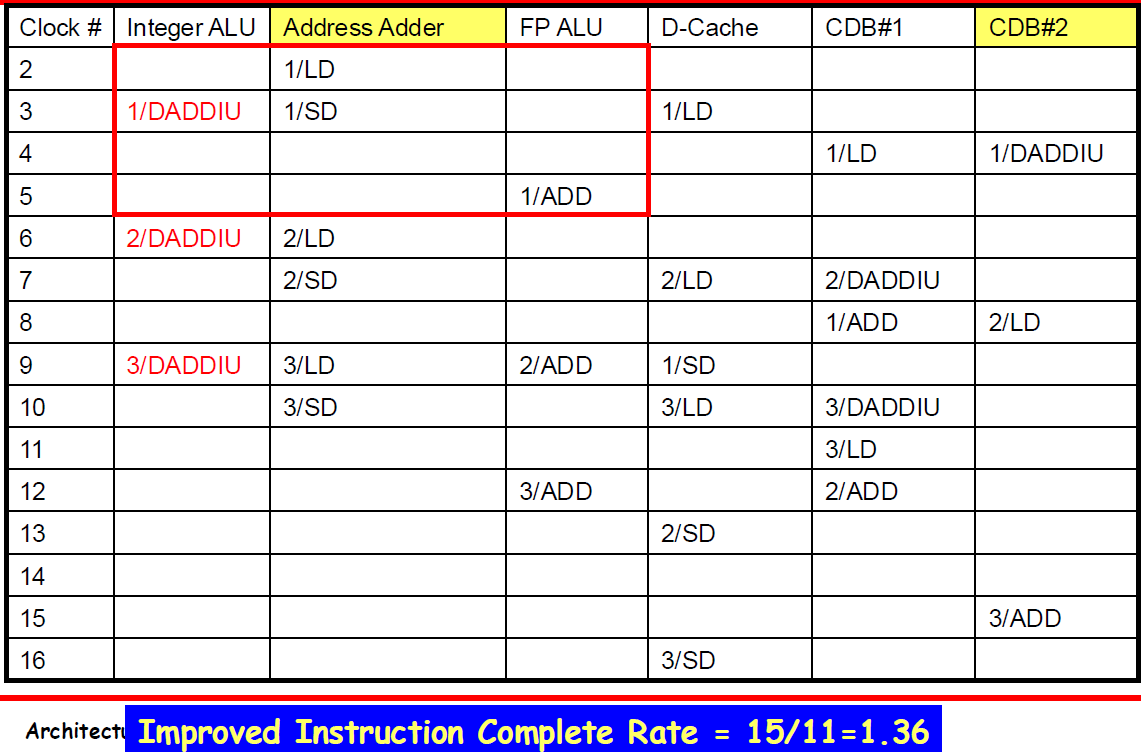 Clock # Integer ALU Address Adder FP ALU D-Cache CDB#1 CDB#2
2 1/LD
3 1/DADDIU 1/SD 1/LD
4 1/LD 1/DADDIU
5 1/ADD
6 2/DADDIU 2/LD
7 2/SD 2/LD 2/DADDIU
8 1/ADD 2/LD
9 3/DADDIU 3/LD 2/ADD 1/SD
10 3/SD 3/LD 3/DADDIU
11 3/LD
12 3/ADD 2/ADD
13 2/SD
14
15 3/ADD
16 3/SD
Architectu Improved Instruction Complete Rate = 15/11=1.36